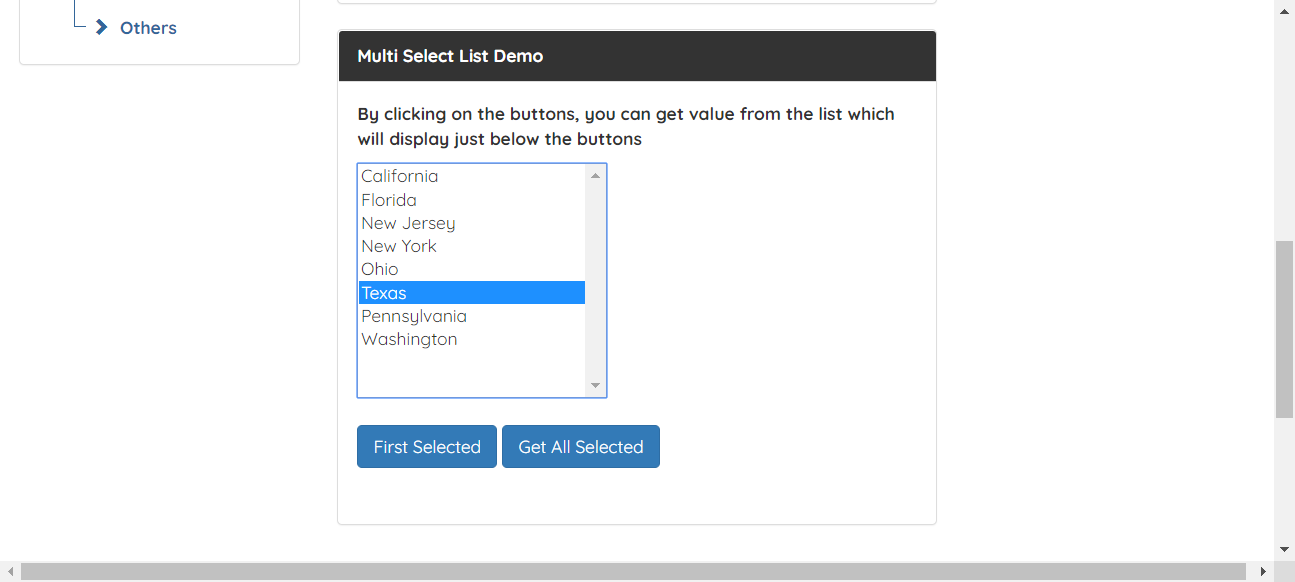 Others
Multi Select List Demo
By clicking on the buttons, you can get value from the list which
will display just below the buttons
California
Florida
New Jersey
New York
Ohio
Texas
Pennsylvania
Washington
First Selected
Get All Selected